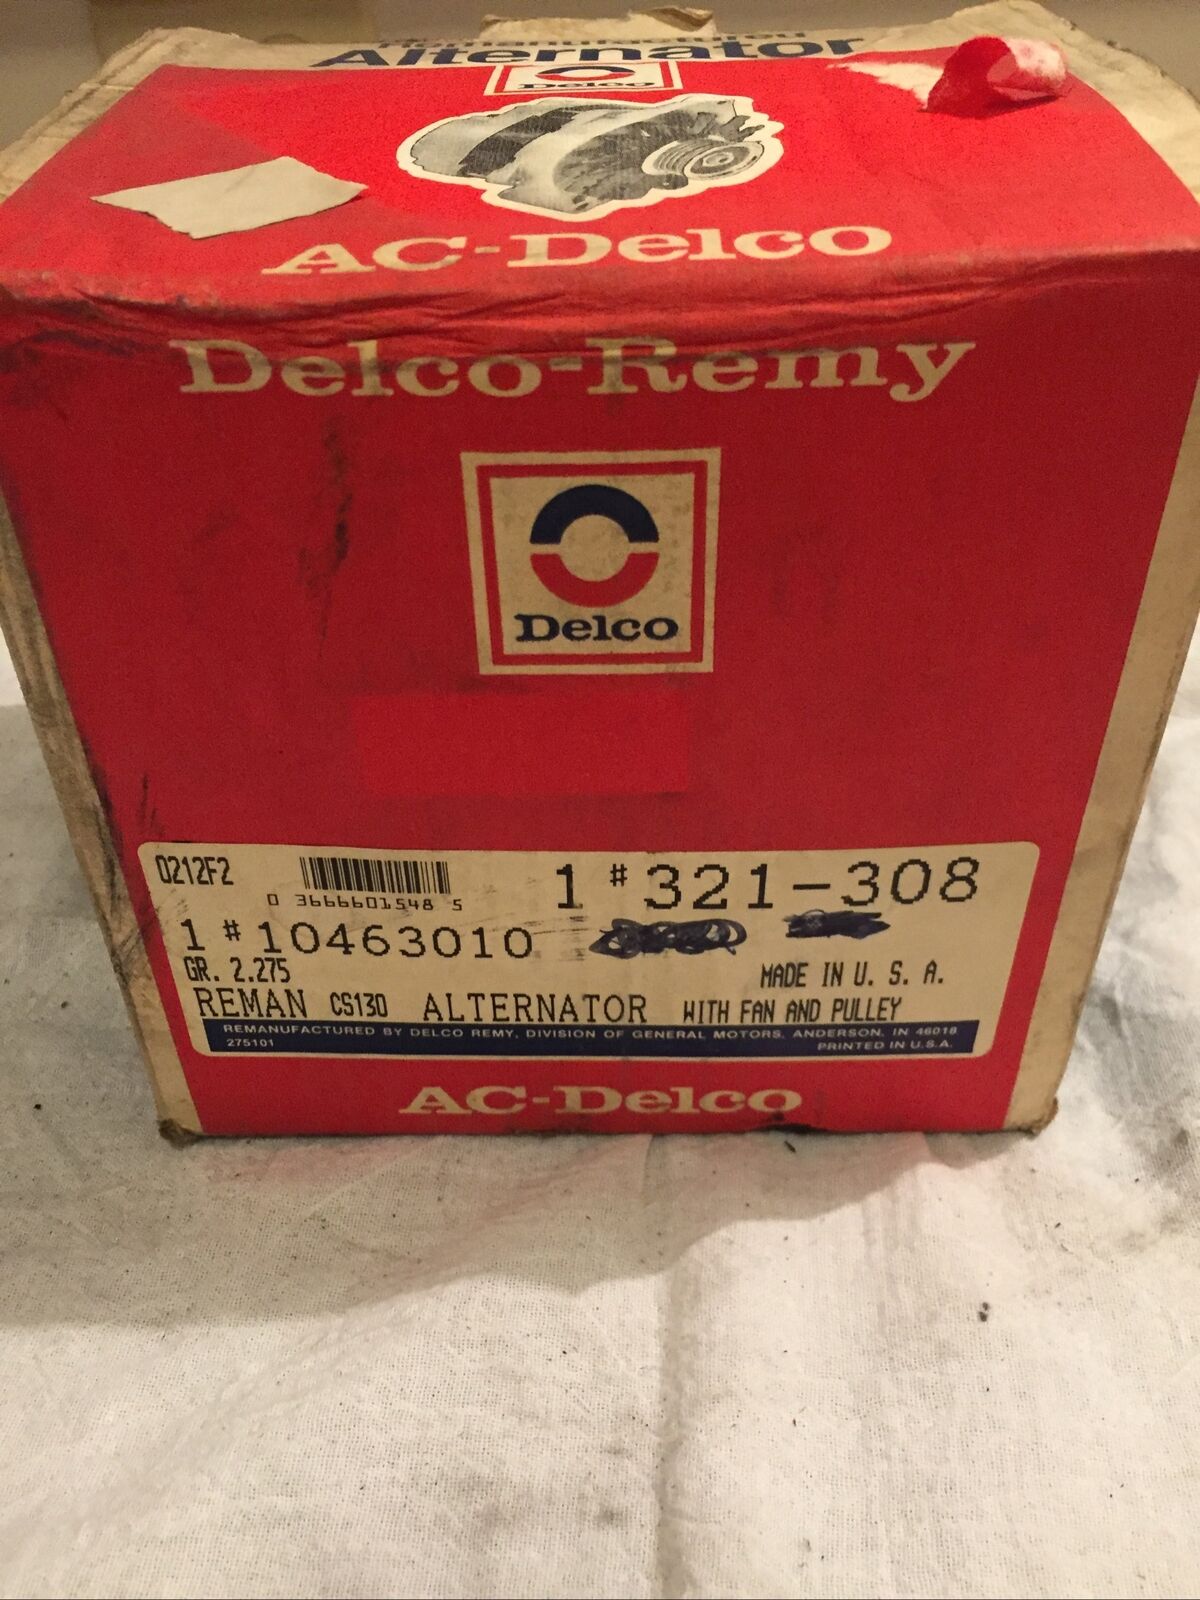 Remanufactured
Alternator
Delco
AC-Delco
Delco-Remy
Delco
0212F2
0 3666601548 5
1 # 321-308
1 # 10463010
GR. 2.275
MADE IN U. S. A.
REMAN CS130 ALTERNATOR WITH FAN AND PULLEY
REMANUFACTURED BY DELCO REMY, DIVISION OF GENERAL MOTORS, ANDERSON, IN 46018
275101 PRINTED IN U.S.A.
AC-Delco